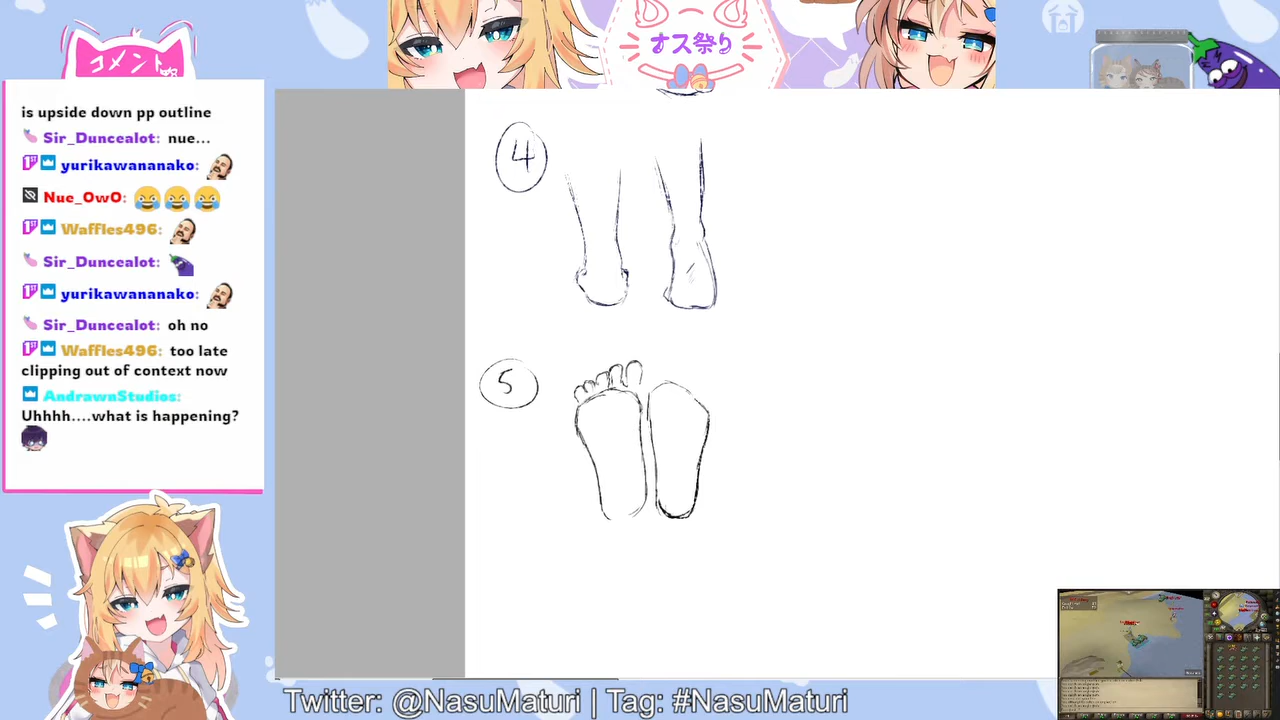 オス祭り
コメント
is upside down pp outline
Sir_Duncealot: nue...
yurikawananako:
Nue_OwO:
Waffles496:
Sir_Duncealot:
yurikawananako:
Sir_Duncealot: oh no
Waffles496: too late
clipping out of context now
AndrawnStudios:
Uhhhh....what is happening?
4
5
Twitter @NasuMaturi | Tag: #NasuMaturi